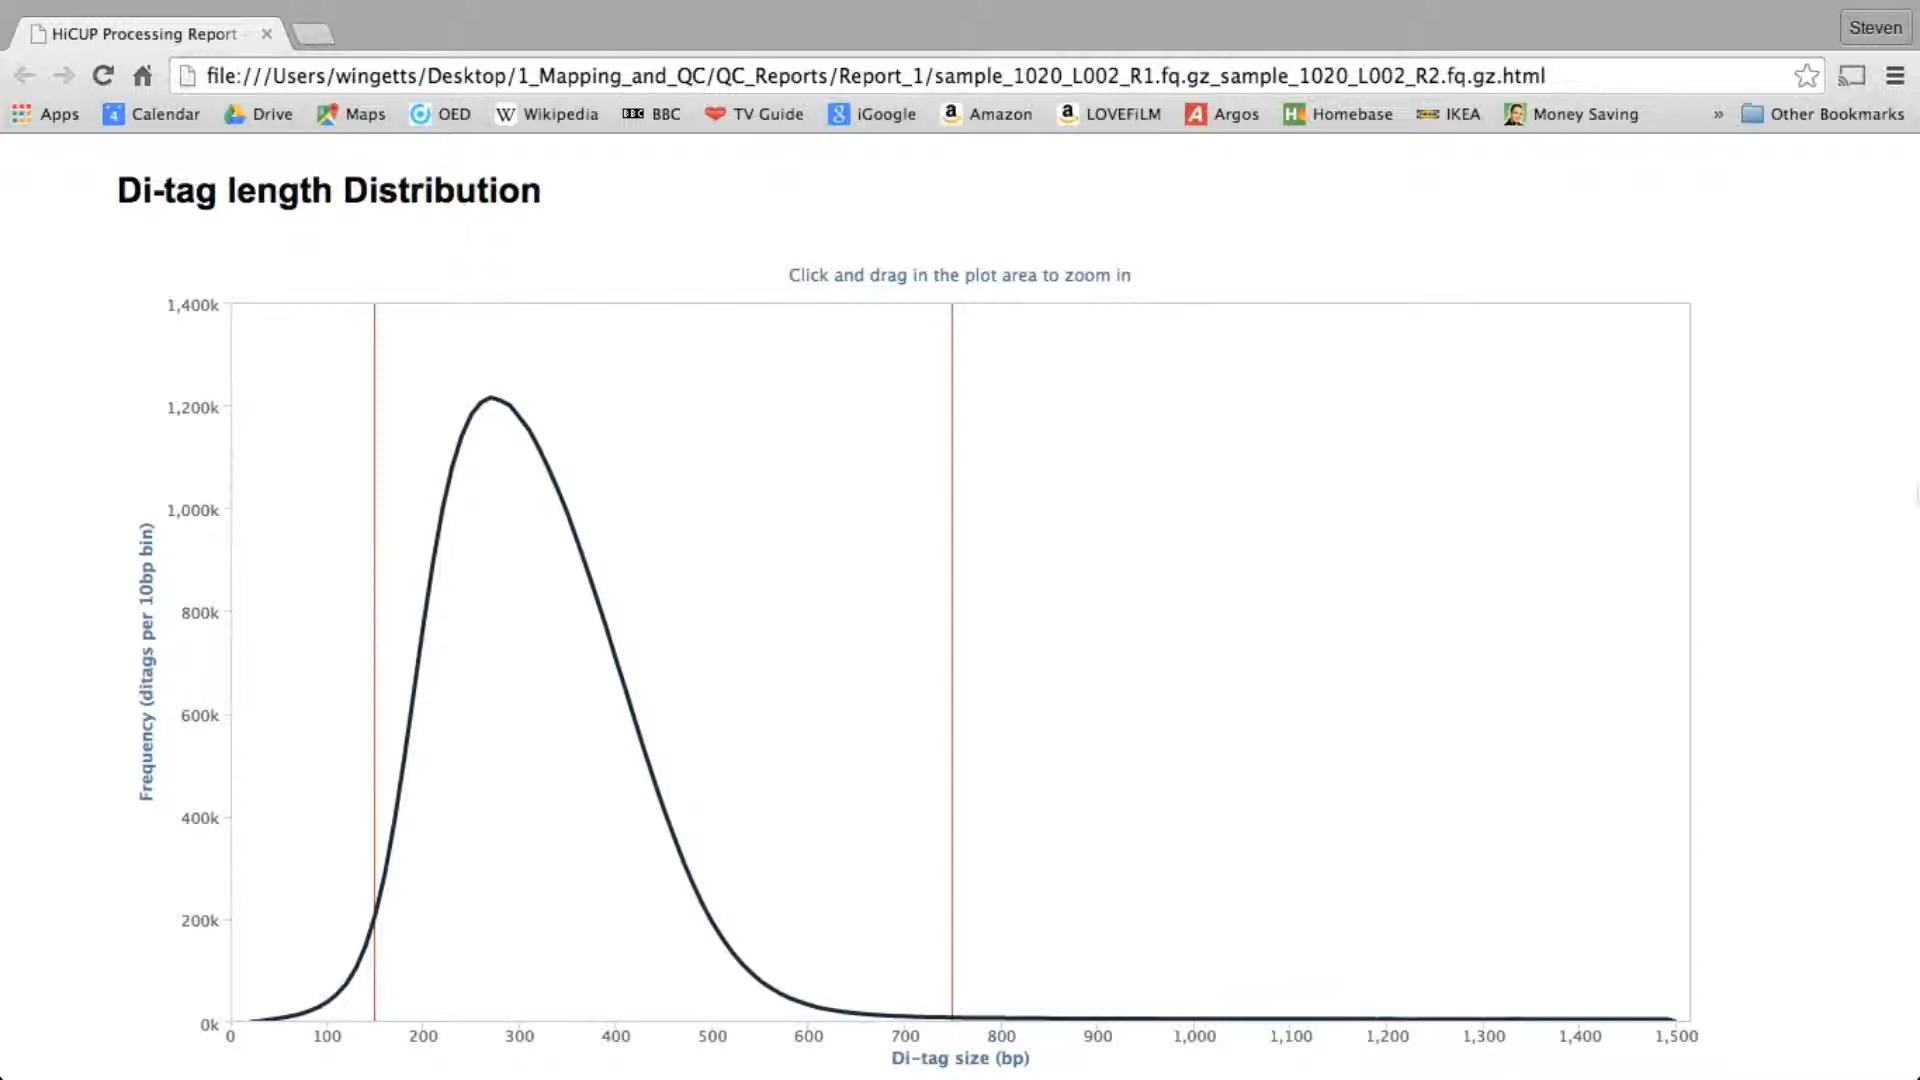 HiCUP Processing Report
Steven
file:///Users/wingetts/Desktop/1_Mapping_and_QC/QC_Reports/Report_1/sample_1020_L002_R1.fq.gz_sample_1020_L002_R2.fq.gz.html
Apps 4 Calendar Drive Maps OED W Wikipedia BBC BBC TV Guide 8 iGoogle a Amazon a LOVEFiLM A Argos H Homebase IKEA IKEA Money Saving » Other Bookmarks
Di-tag length Distribution
Click and drag in the plot area to zoom in
1,400k
1,200k
1,000k
800k
600k
400k
200k
0k
Frequency (ditags per 10bp bin)
0 100 200 300 400 500 600 700 800 900 1,000 1,100 1,200 1,300 1,400 1,500
Di-tag size (bp)